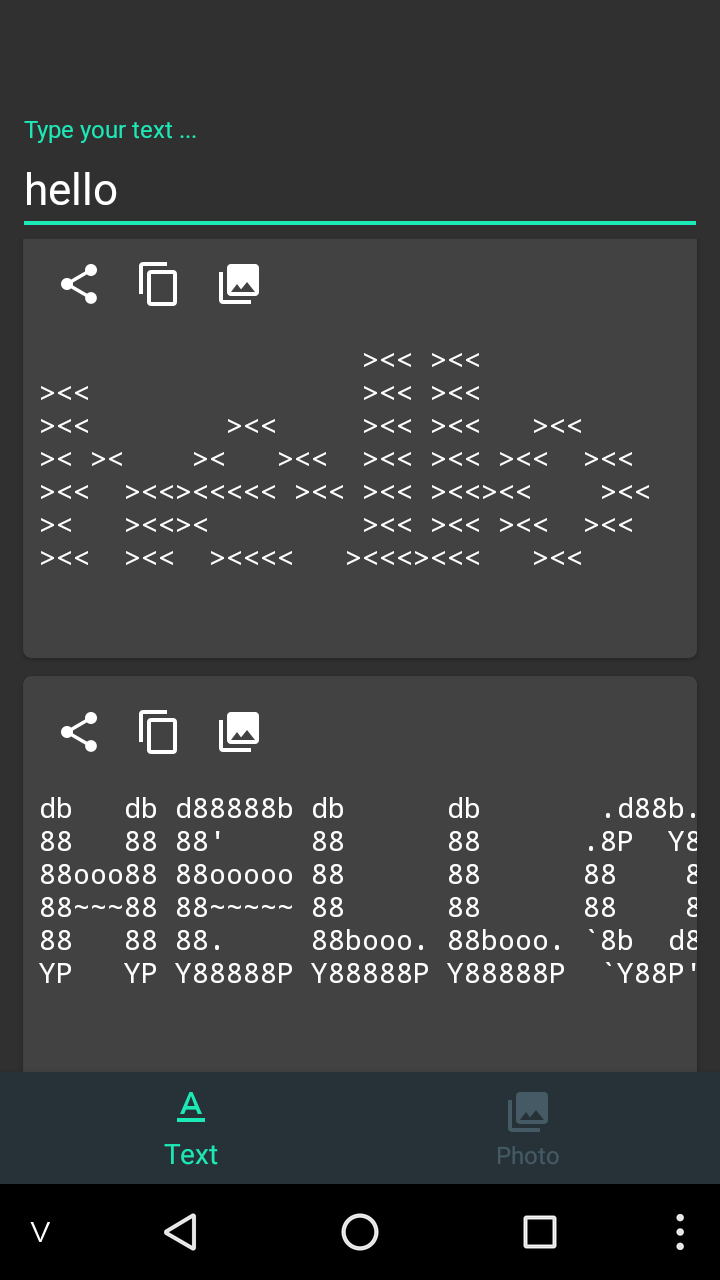 Type your text ...
hello
                   ><< ><<
><<                ><< ><<
><<        ><<     ><< ><<   ><<
>< ><    ><   ><<  ><< ><< ><<  ><<
><<  ><<><<<<< ><< ><< ><<><<    ><<
><   ><<><         ><< ><< ><<  ><<
><<  ><<  ><<<<   ><<<><<<   ><<
db   db d88888b db      db       .d88b.
88   88 88'     88      88      .8P  Y8
88ooo88 88ooooo 88      88      88    8
88~~~88 88~~~~~ 88      88      88    8
88   88 88.     88booo. 88booo. `8b  d8
YP   YP Y88888P Y88888P Y88888P  `Y88P'
A
Text
Photo